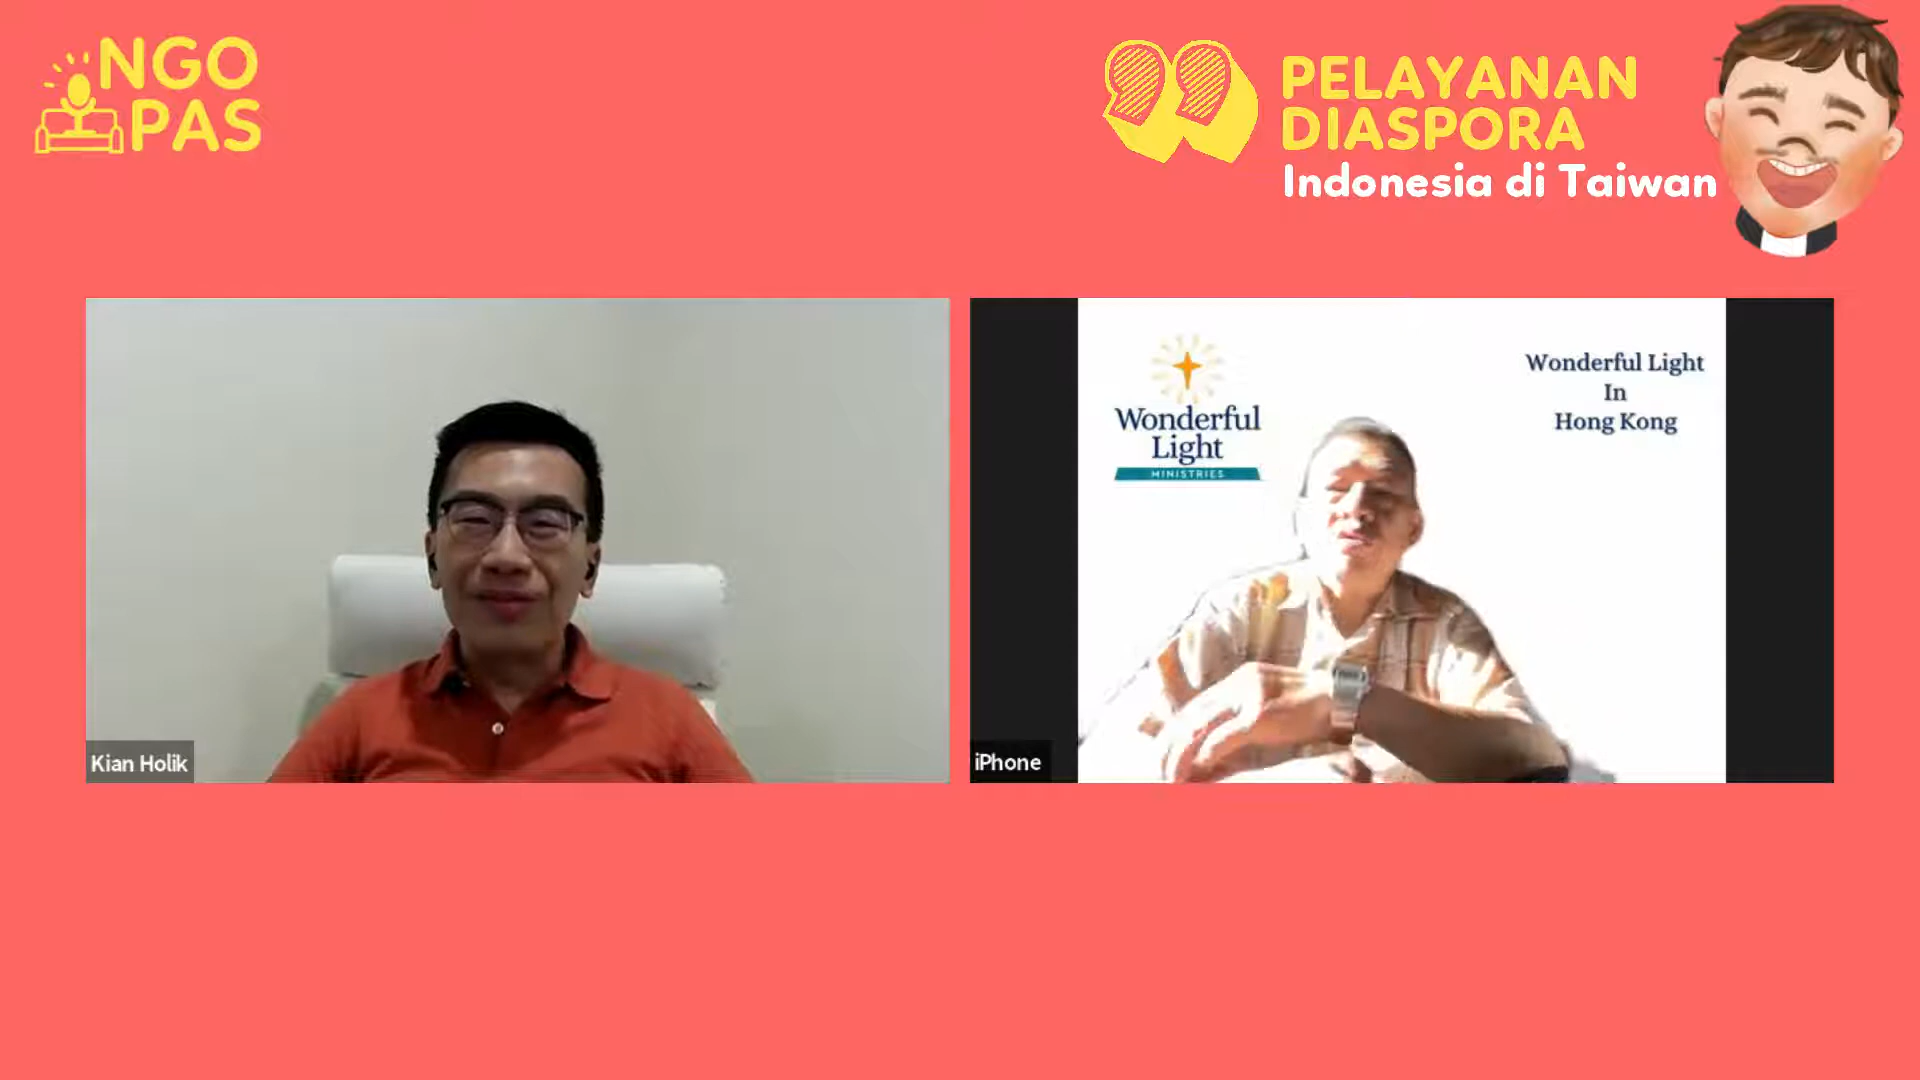 NGO
PAS
PELAYANAN
DIASPORA
Indonesia di Taiwan
Kian Holik
Wonderful
Light
MINISTRIES
Wonderful Light
In
Hong Kong
iPhone